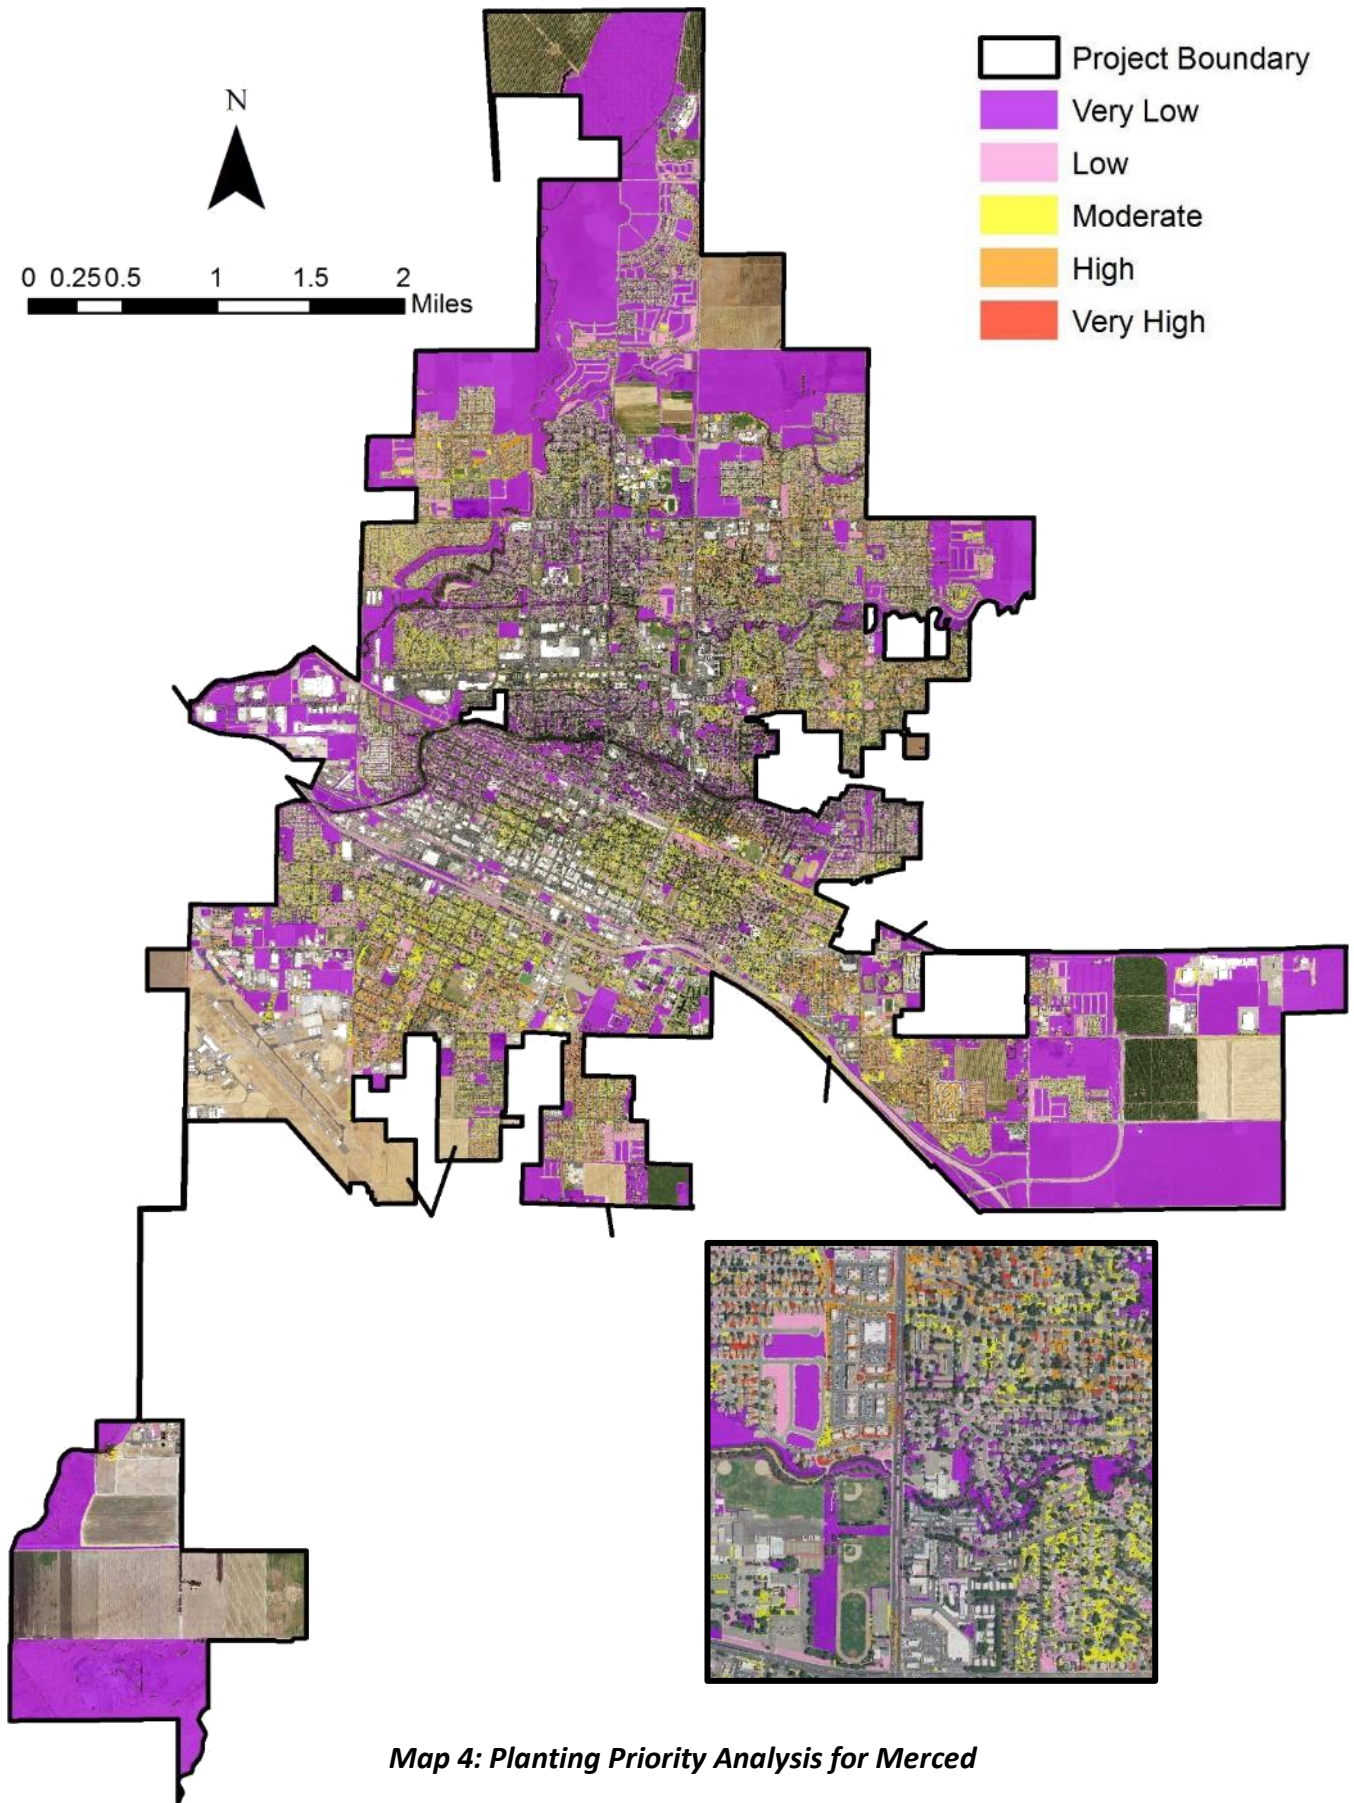 N
0 0.25 0.5 1 1.5 2
Miles
Project Boundary
Very Low
Low
Moderate
High
Very High
Map 4: Planting Priority Analysis for Merced